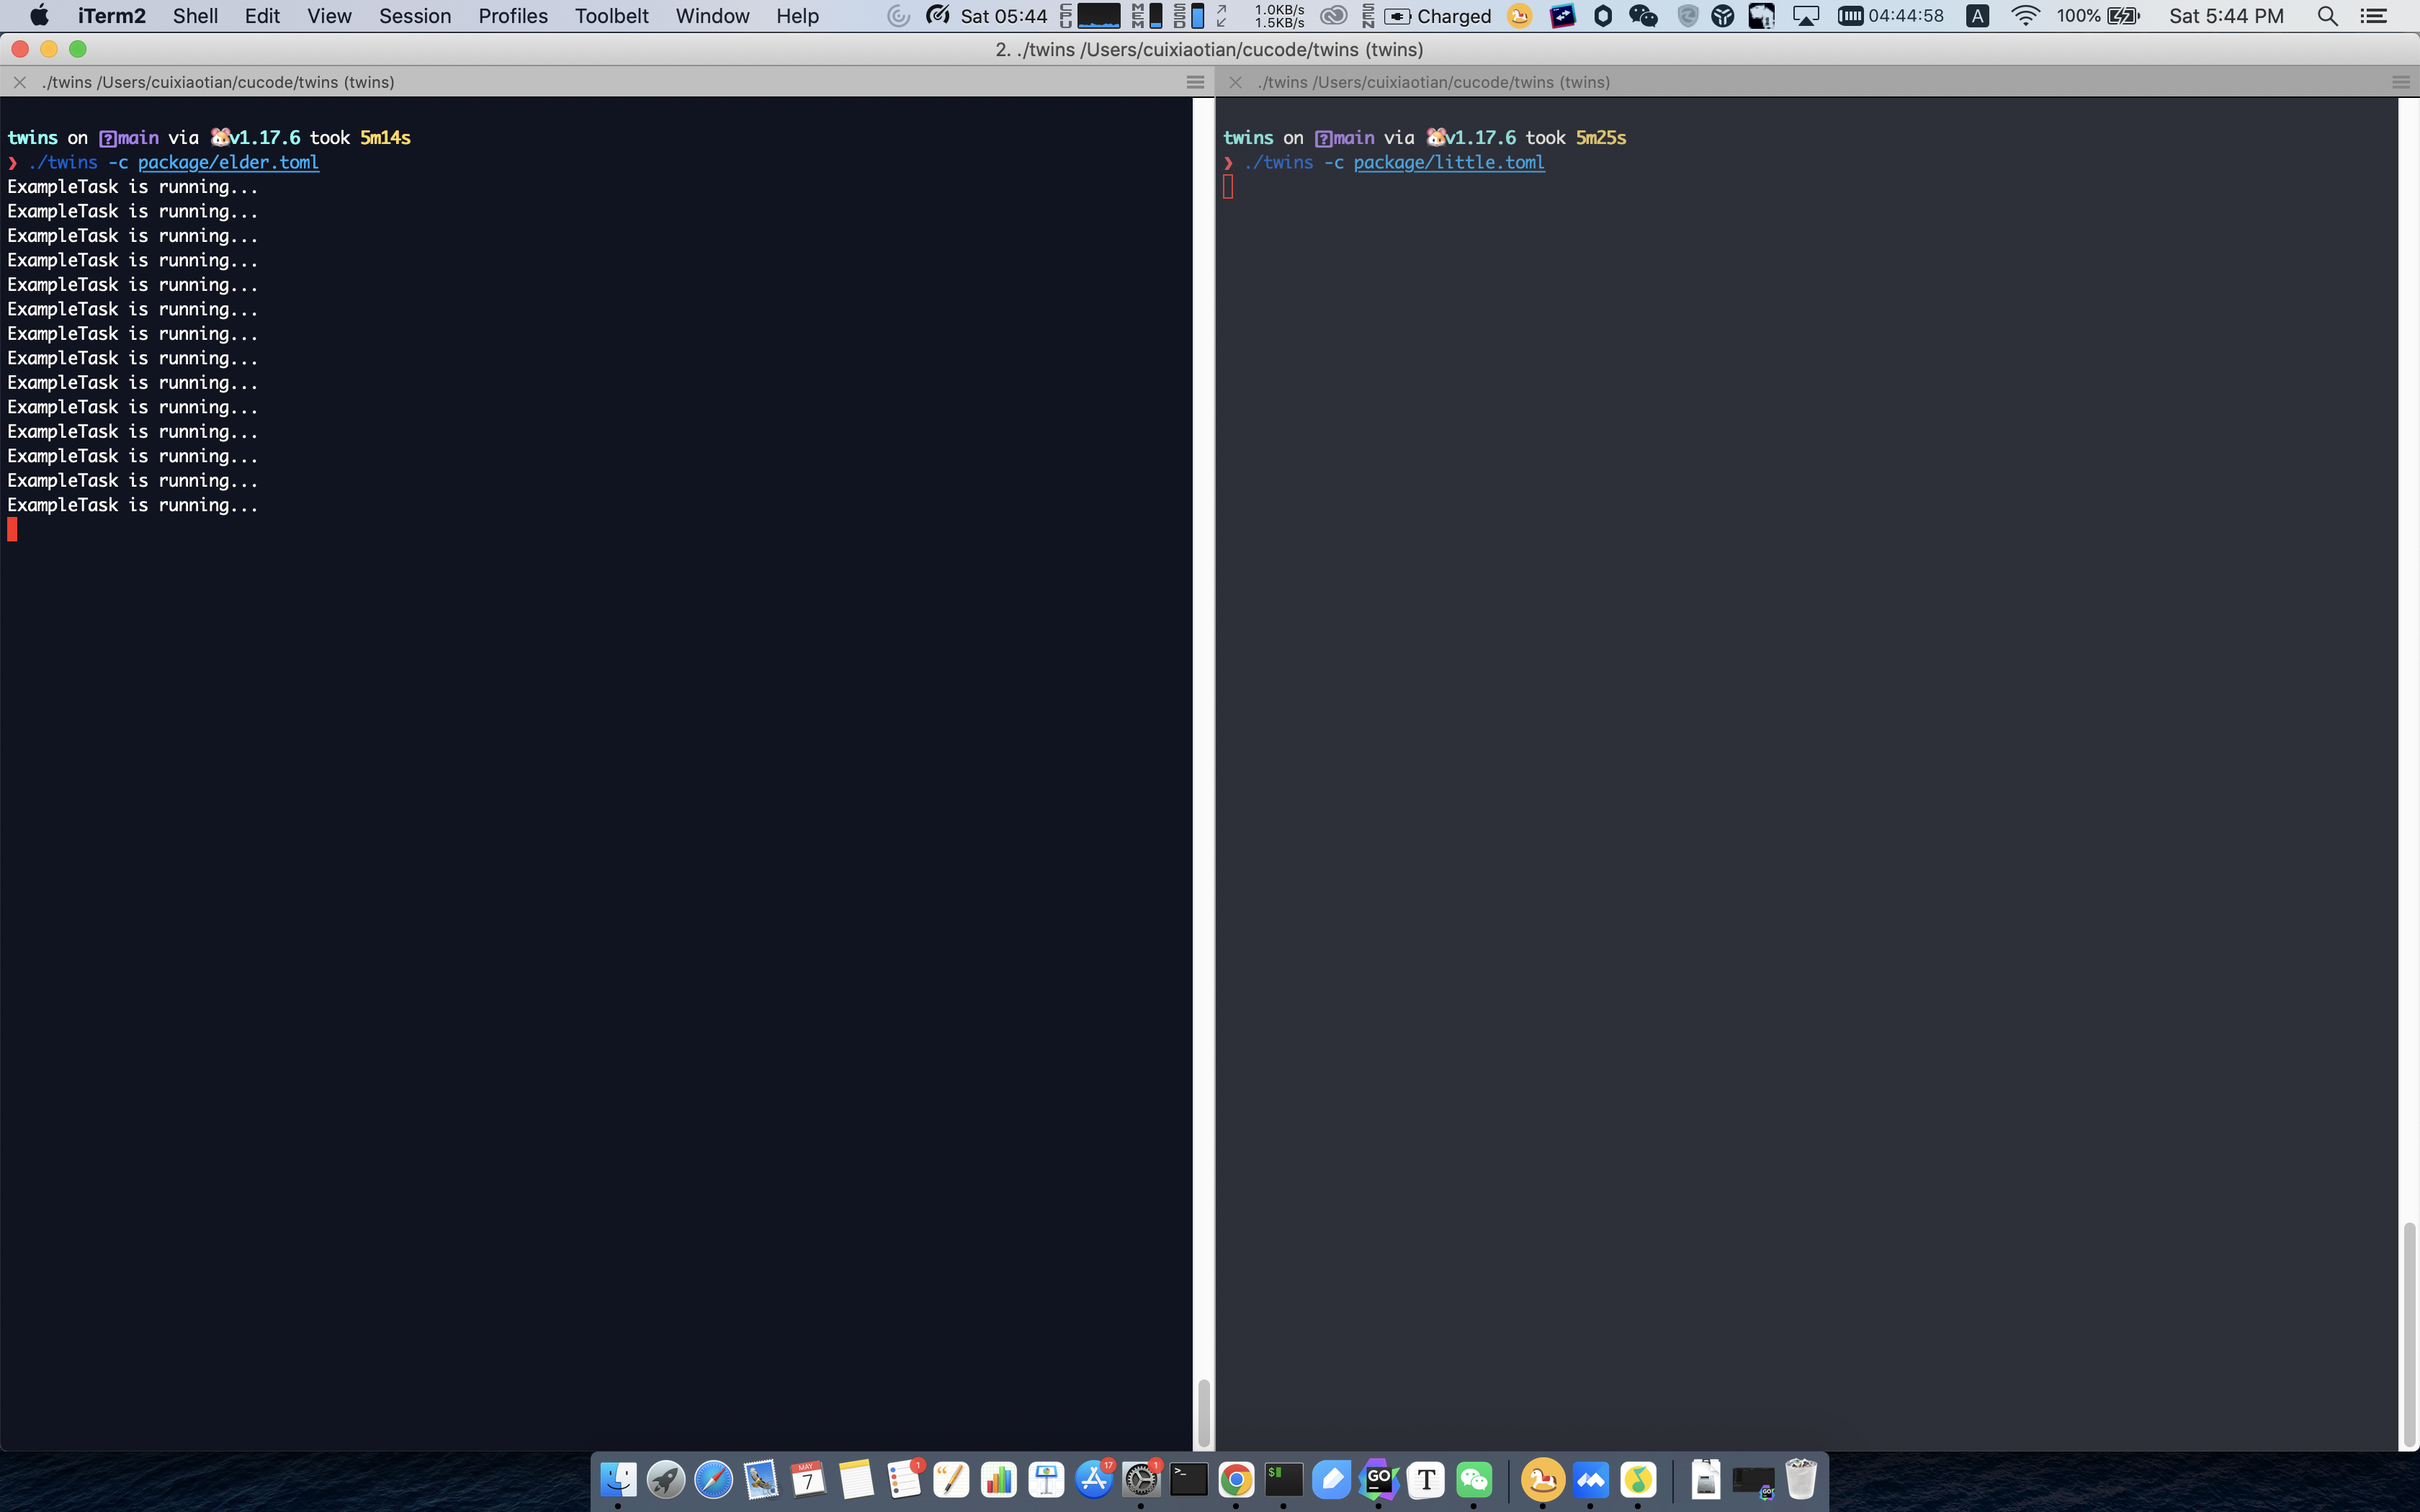 iTerm2 Shell Edit View Session Profiles Toolbelt Window Help Sat 05:44 CPU MEM SSD 1.0KB/s 1.5KB/s SEN Charged 04:44:58 A 100% Sat 5:44 PM
2. ./twins /Users/cuixiaotian/cucode/twins (twins)
./twins /Users/cuixiaotian/cucode/twins (twins)
twins on ?main via v1.17.6 took 5m14s
❯ ./twins -c package/elder.toml
ExampleTask is running...
ExampleTask is running...
ExampleTask is running...
ExampleTask is running...
ExampleTask is running...
ExampleTask is running...
ExampleTask is running...
ExampleTask is running...
ExampleTask is running...
ExampleTask is running...
ExampleTask is running...
ExampleTask is running...
ExampleTask is running...
ExampleTask is running...
./twins /Users/cuixiaotian/cucode/twins (twins)
twins on ?main via v1.17.6 took 5m25s
❯ ./twins -c package/little.toml
MAY
7
1
17
1
>_
$
GO
T
GO